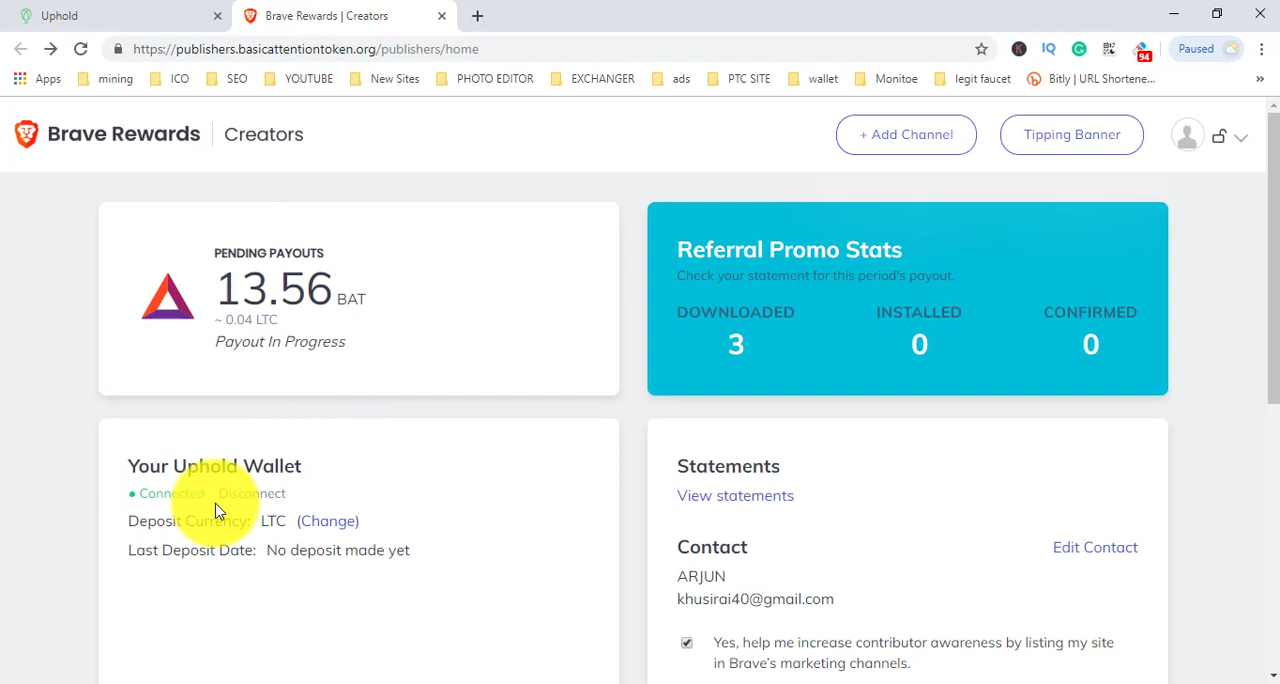 Uphold
Brave Rewards | Creators
https://publishers.basicattentiontoken.org/publishers/home
Paused
94
Apps
mining
ICO
SEO
YOUTUBE
New Sites
PHOTO EDITOR
EXCHANGER
ads
PTC SITE
wallet
Monitoe
legit faucet
Bitly | URL Shortene...
»
Brave Rewards Creators
+ Add Channel
Tipping Banner
PENDING PAYOUTS
13.56 BAT
~ 0.04 LTC
Payout In Progress
Referral Promo Stats
Check your statement for this period's payout.
DOWNLOADED INSTALLED CONFIRMED
3 0 0
Your Uphold Wallet
Connected Disconnect
Deposit Currency: LTC (Change)
Last Deposit Date: No deposit made yet
Statements
View statements
Contact Edit Contact
ARJUN
khusirai40@gmail.com
Yes, help me increase contributor awareness by listing my site
in Brave's marketing channels.